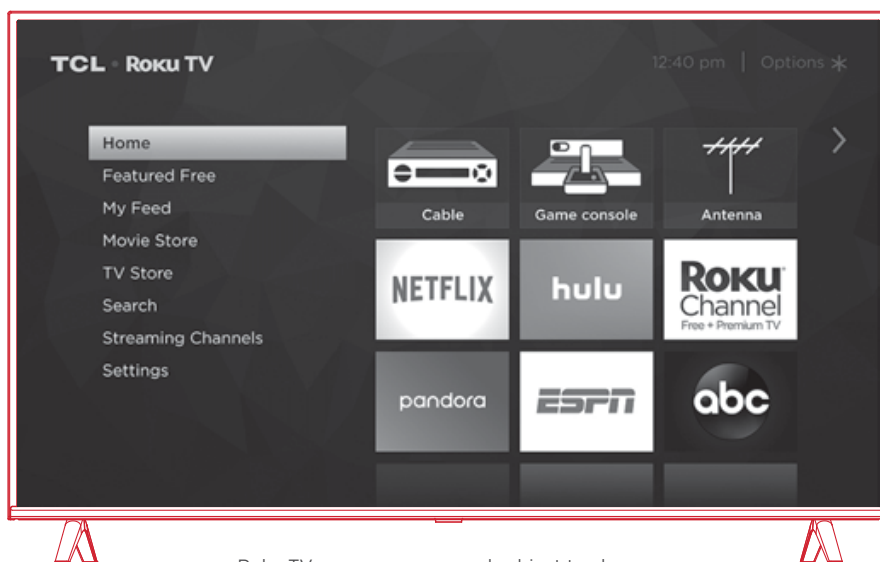 TCL · Roku TV
12:40 pm | Options
Home
Featured Free
My Feed
Movie Store
TV Store
Search
Streaming Channels
Settings
Cable
Game console
Antenna
NETFLIX
hulu
Roku
Channel
Free + Premium TV
pandora
ESPN
abc